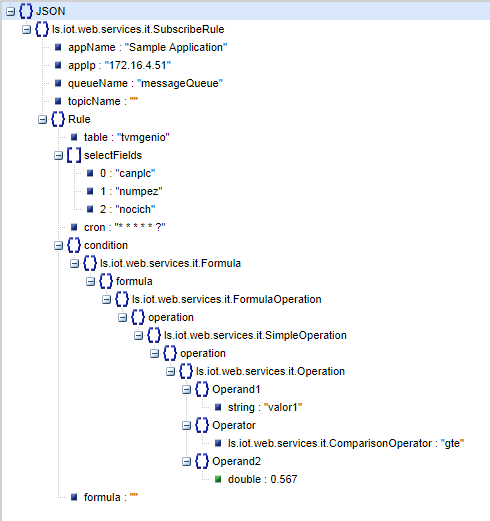 JSON
ls.iot.web.services.it.SubscribeRule
appName : "Sample Application"
appIp : "172.16.4.51"
queueName : "messageQueue"
topicName : ""
Rule
table : "tvmgenio"
selectFields
0 : "canplc"
1 : "numpez"
2 : "nocich"
cron : "* * * * * ?"
condition
ls.iot.web.services.it.Formula
formula
ls.iot.web.services.it.FormulaOperation
operation
ls.iot.web.services.it.SimpleOperation
operation
ls.iot.web.services.it.Operation
Operand1
string : "valor1"
Operator
ls.iot.web.services.it.ComparisonOperator : "gte"
Operand2
double : 0.567
formula : ""